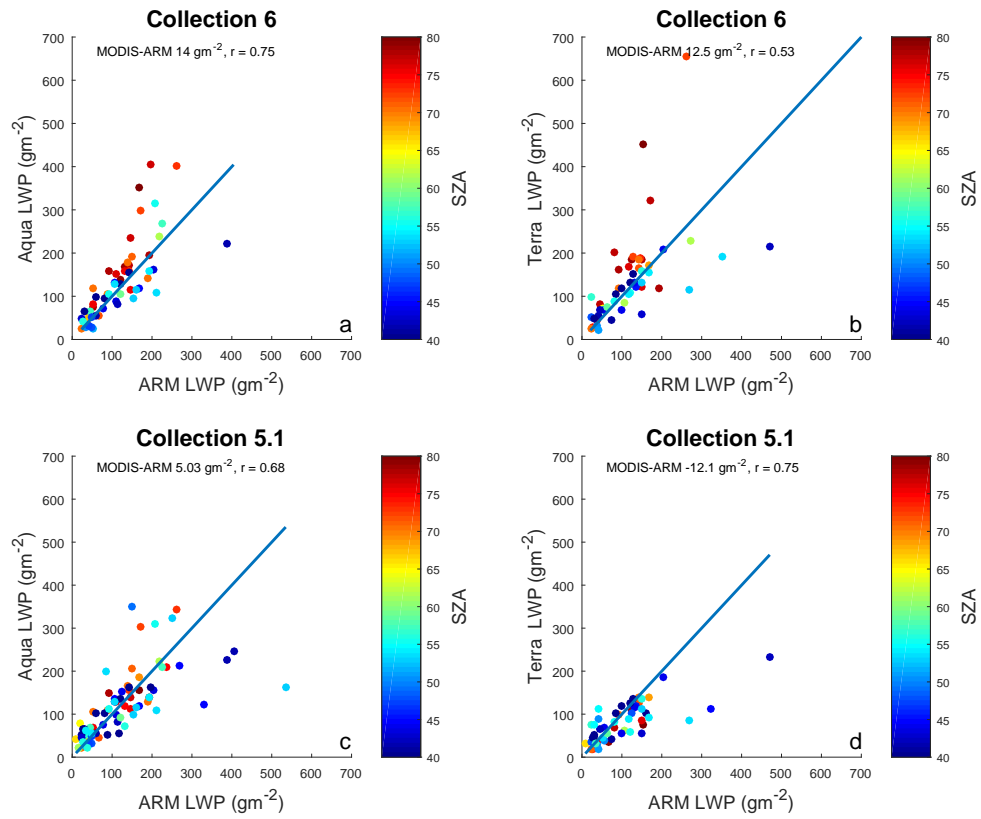 Collection 6
MODIS-ARM 14 gm⁻², r = 0.75
700
600
500
400
300
200
100
0
Aqua LWP (gm⁻²)
0 100 200 300 400 500 600 700
ARM LWP (gm⁻²)
a
80
75
70
65
60
55
50
45
40
SZA
Collection 6
MODIS-ARM 12.5 gm⁻², r = 0.53
700
600
500
400
300
200
100
0
Terra LWP (gm⁻²)
0 100 200 300 400 500 600 700
ARM LWP (gm⁻²)
b
80
75
70
65
60
55
50
45
40
SZA
Collection 5.1
MODIS-ARM 5.03 gm⁻², r = 0.68
700
600
500
400
300
200
100
0
Aqua LWP (gm⁻²)
0 100 200 300 400 500 600 700
ARM LWP (gm⁻²)
c
80
75
70
65
60
55
50
45
40
SZA
Collection 5.1
MODIS-ARM -12.1 gm⁻², r = 0.75
700
600
500
400
300
200
100
0
Terra LWP (gm⁻²)
0 100 200 300 400 500 600 700
ARM LWP (gm⁻²)
d
80
75
70
65
60
55
50
45
40
SZA